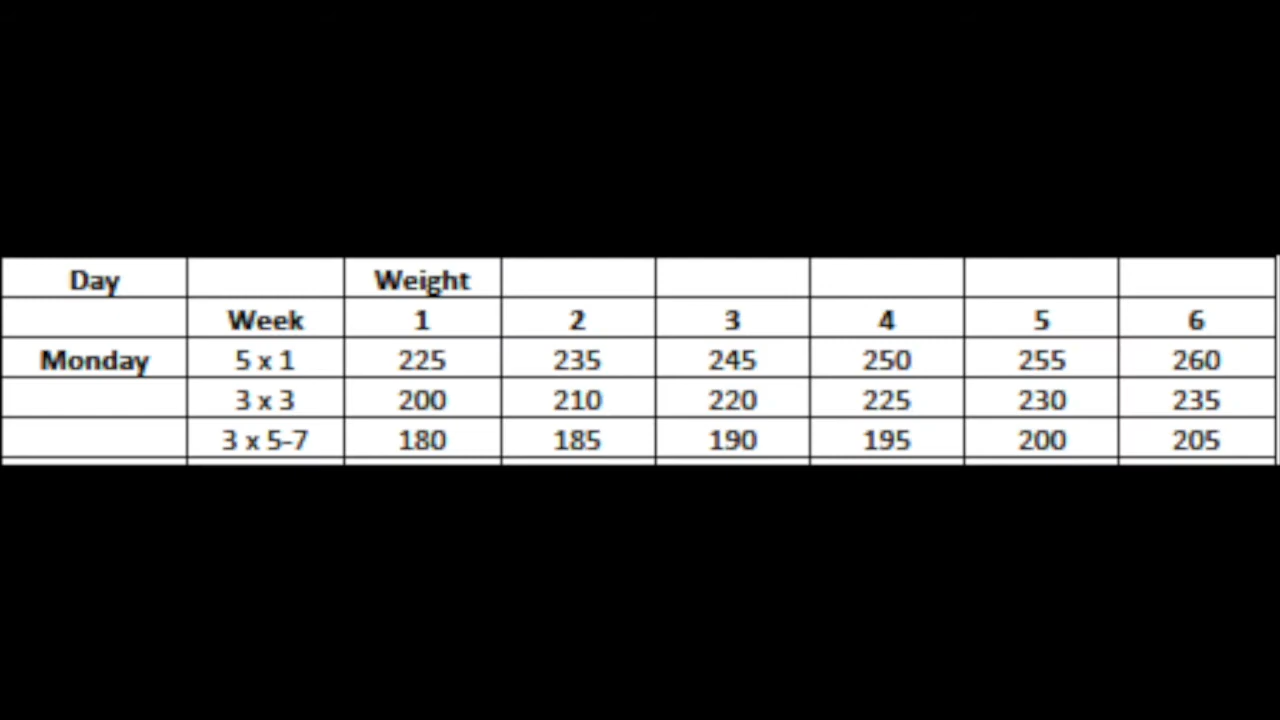 Day Weight
Week 1 2 3 4 5 6
Monday 5 x 1 225 235 245 250 255 260
3 x 3 200 210 220 225 230 235
3 x 5-7 180 185 190 195 200 205